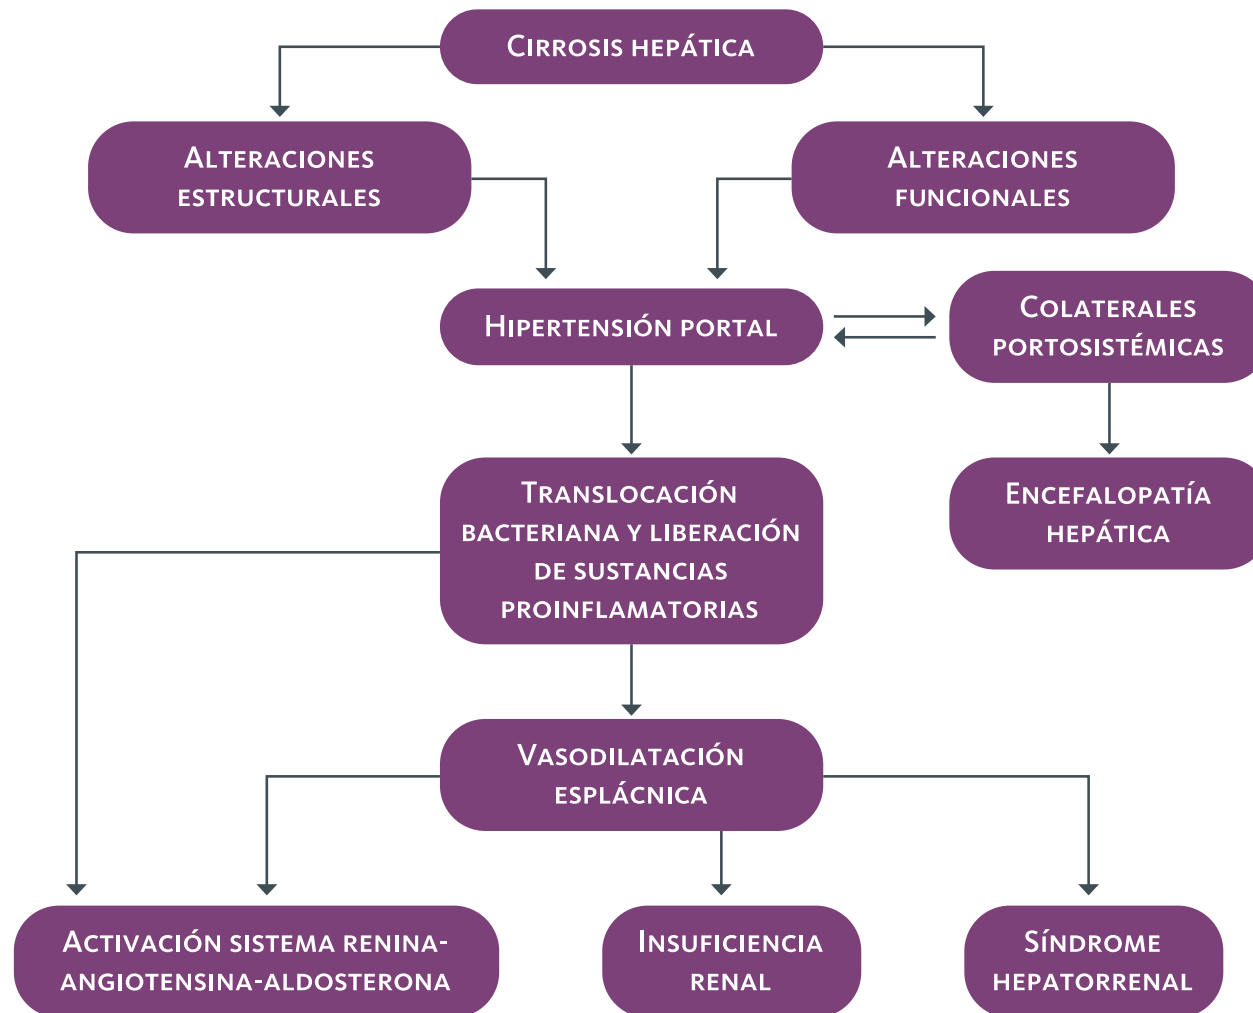 Cirrosis hepática
Alteraciones
estructurales
Alteraciones
funcionales
Hipertensión portal
Colaterales
portosistémicas
Encefalopatía
hepática
Translocación
bacteriana y liberación
de sustancias
proinflamatorias
Vasodilatación
esplácnica
Activación sistema renina-
angiotensina-aldosterona
Insuficiencia
renal
Síndrome
hepatorrenal